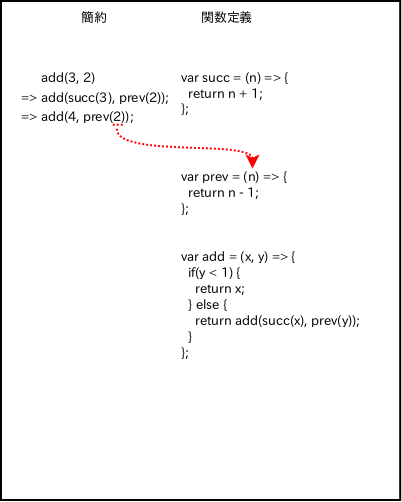 簡約
関数定義
add(3, 2)
=> add(succ(3), prev(2));
=> add(4, prev(2));
var succ = (n) => {
return n + 1;
};
var prev = (n) => {
return n - 1;
};
var add = (x, y) => {
if(y < 1) {
return x;
} else {
return add(succ(x), prev(y));
}
};